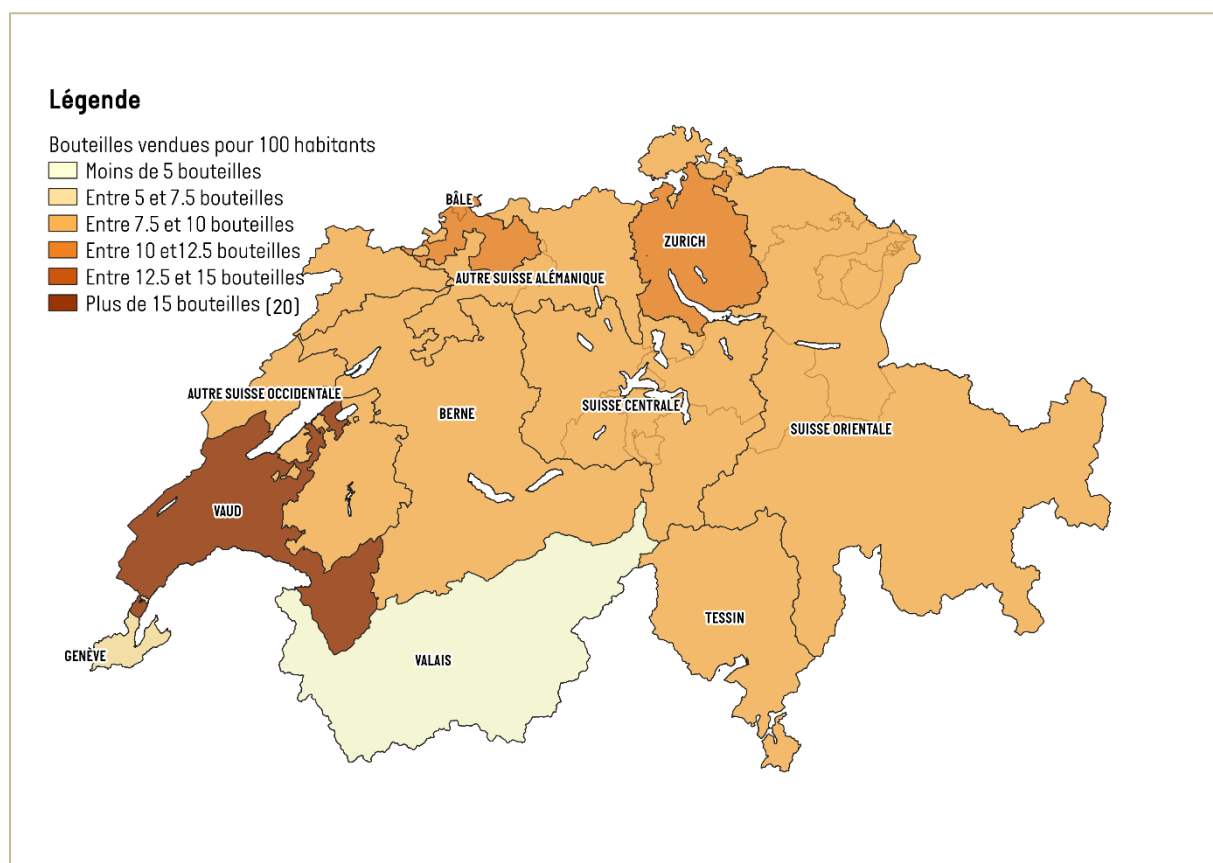 Légende
Bouteilles vendues pour 100 habitants
Moins de 5 bouteilles
Entre 5 et 7.5 bouteilles
Entre 7.5 et 10 bouteilles
Entre 10 et12.5 bouteilles
Entre 12.5 et 15 bouteilles
Plus de 15 bouteilles (20)
BÂLE
ZURICH
AUTRE SUISSE ALÉMANIQUE
AUTRE SUISSE OCCIDENTALE
BERNE
SUISSE CENTRALE
SUISSE ORIENTALE
VAUD
TESSIN
GENÈVE
VALAIS